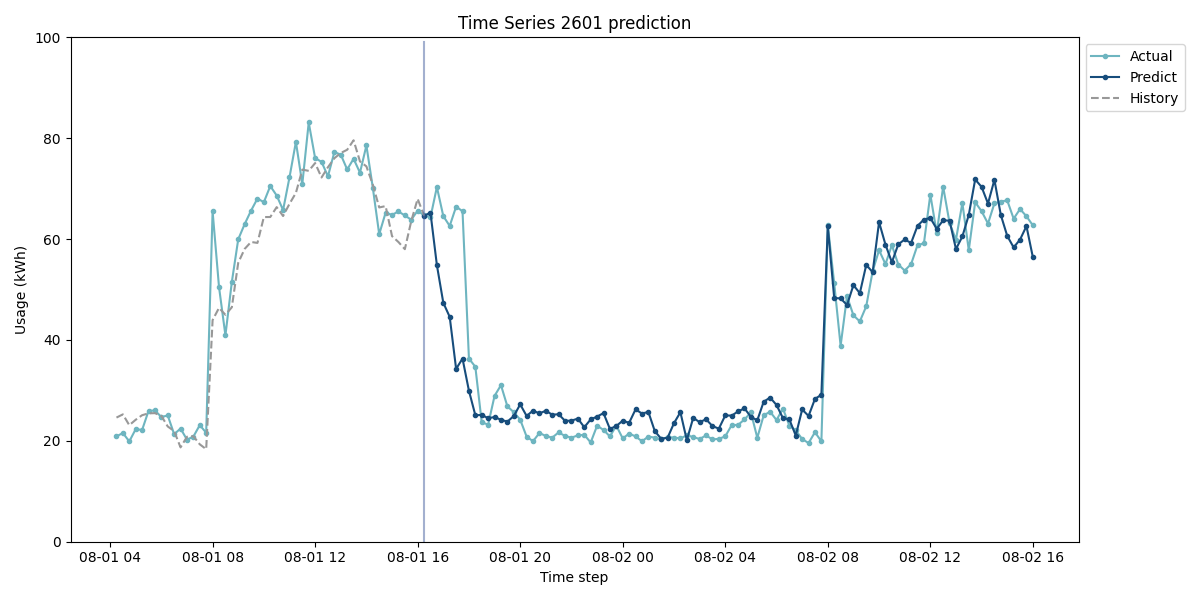 Time Series 2601 prediction
100
80
60
40
20
0
Usage (kWh)
08-01 04
08-01 08
08-01 12
08-01 16
08-01 20
08-02 00
08-02 04
08-02 08
08-02 12
08-02 16
Time step
Actual
Predict
History